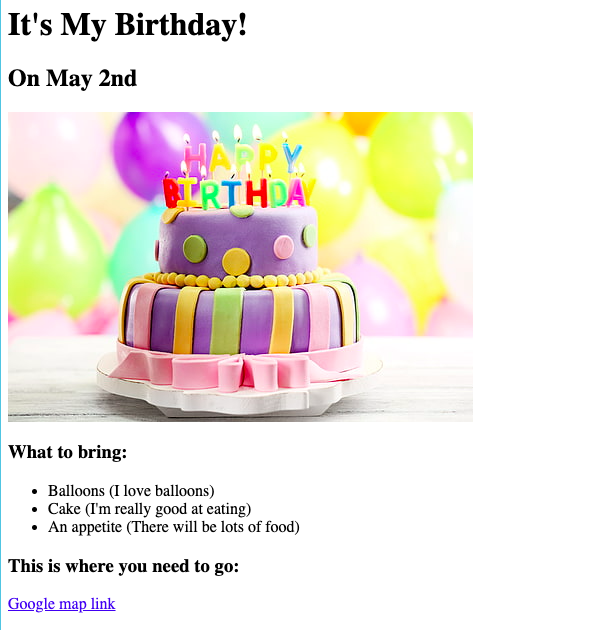 It's My Birthday!
On May 2nd
HAPPY
BIRTHDAY
What to bring:
Balloons (I love balloons)
Cake (I'm really good at eating)
An appetite (There will be lots of food)
This is where you need to go:
Google map link